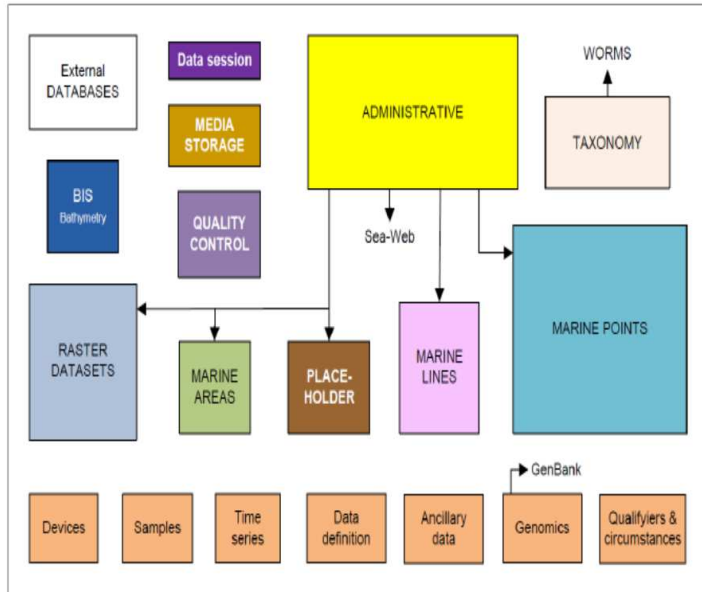 External
DATABASES
Data session
ADMINISTRATIVE
WORMS
MEDIA
STORAGE
TAXONOMY
BIS
Bathymetry
QUALITY
CONTROL
Sea-Web
RASTER
DATASETS
MARINE
AREAS
PLACE-
HOLDER
MARINE
LINES
MARINE POINTS
GenBank
Devices
Samples
Time
series
Data
definition
Ancillary
data
Genomics
Qualifyiers &
circumstances